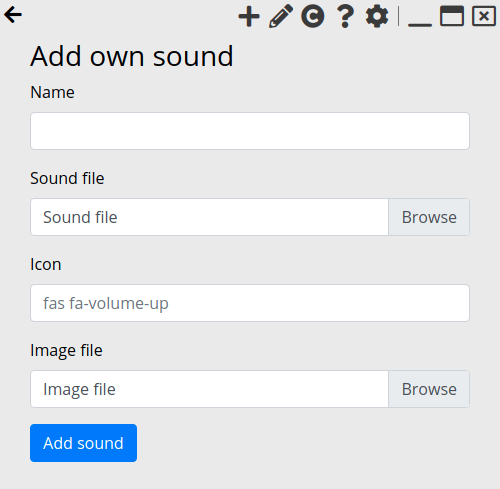 Add own sound
Name
Sound file
Sound file Browse
Icon
fas fa-volume-up
Image file
Image file Browse
Add sound